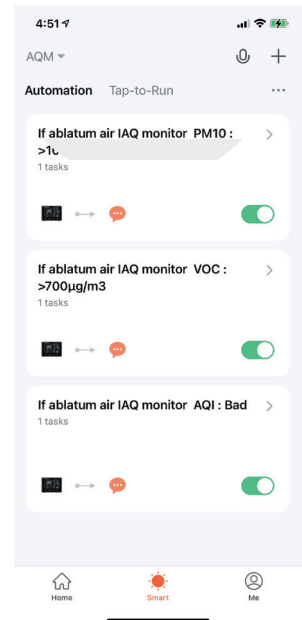 4:51
AQM
Automation Tap-to-Run
If ablatum air IAQ monitor PM10 :
1 tasks
If ablatum air IAQ monitor VOC :
>700µg/m3
1 tasks
If ablatum air IAQ monitor AQI : Bad
1 tasks
Home Smart Me